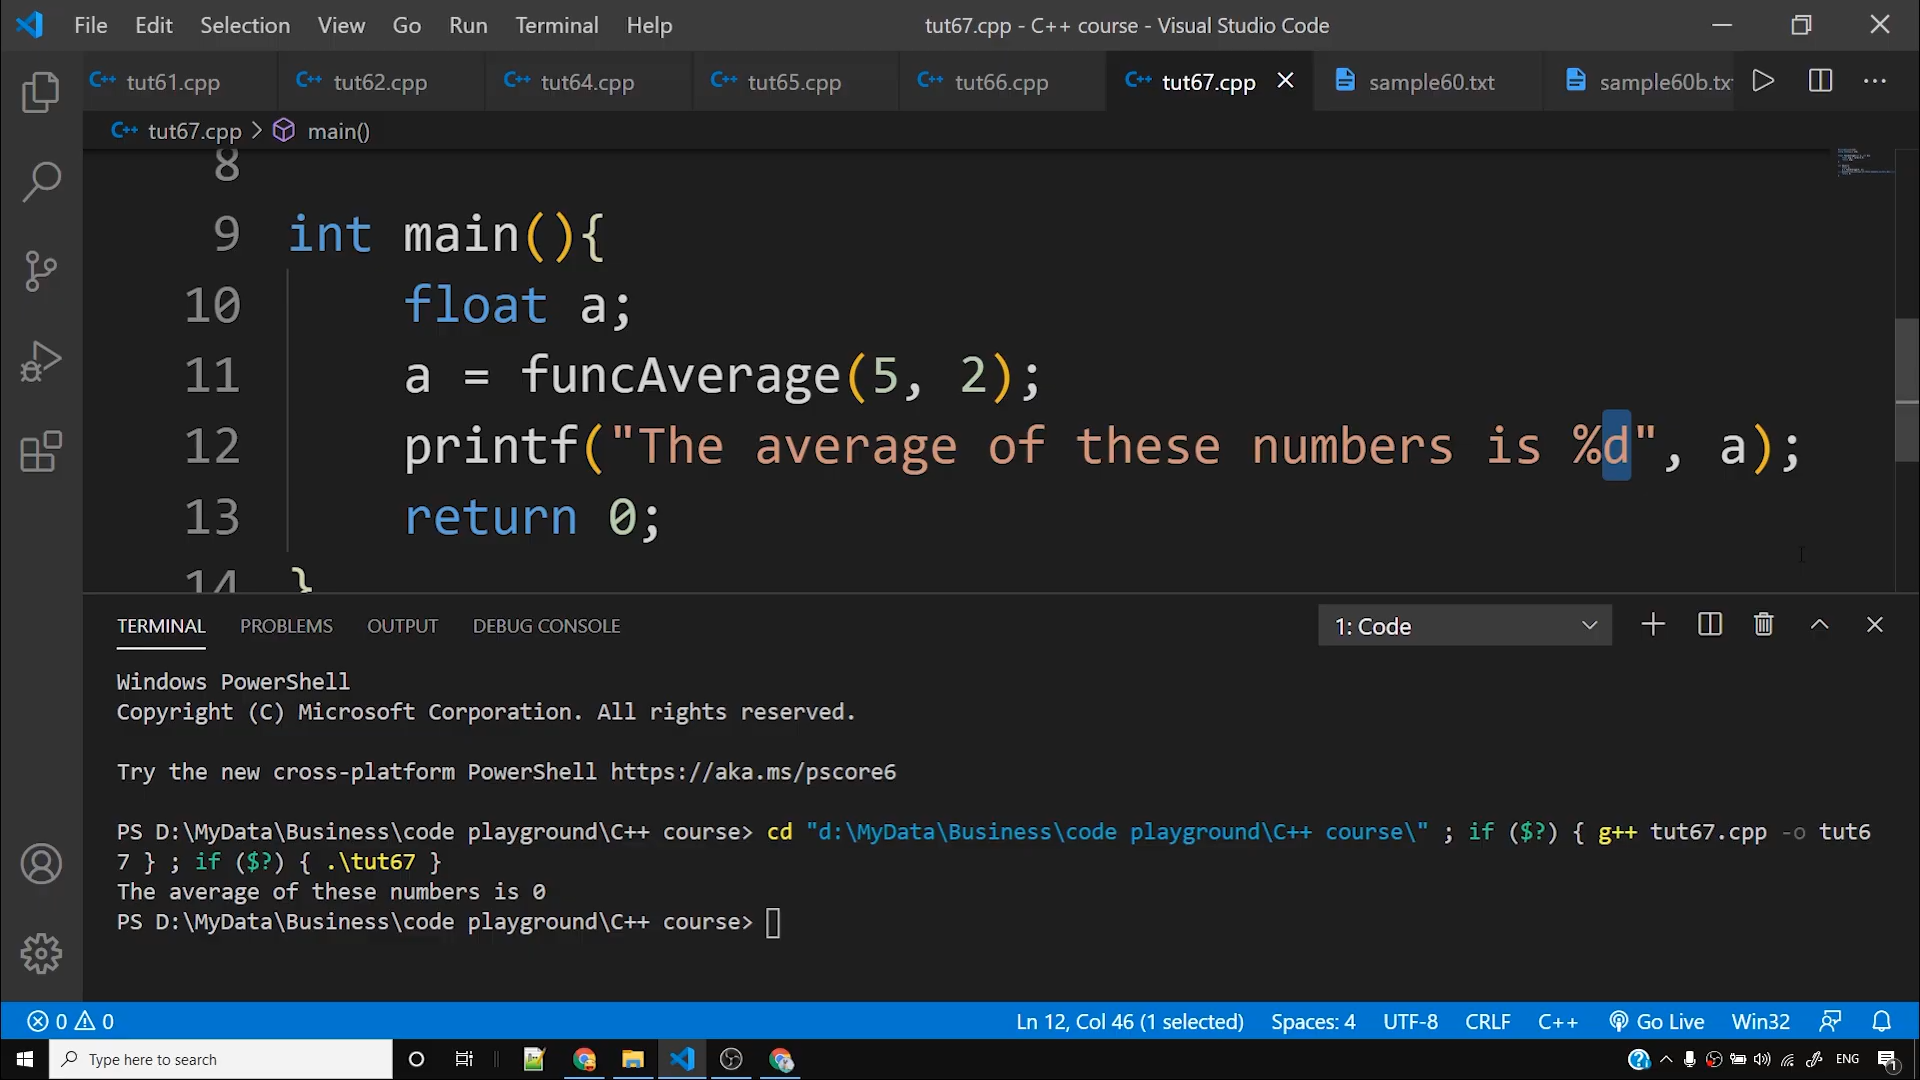 File Edit Selection View Go Run Terminal Help tut67.cpp - C++ course - Visual Studio Code
C++ tut61.cpp C++ tut62.cpp C++ tut64.cpp C++ tut65.cpp C++ tut66.cpp C++ tut67.cpp sample60.txt sample60b.tx
C++ tut67.cpp > main()
8
9 int main(){
10 float a;
11 a = funcAverage(5, 2);
12 printf("The average of these numbers is %d", a);
13 return 0;
14 }
TERMINAL PROBLEMS OUTPUT DEBUG CONSOLE 1: Code
Windows PowerShell
Copyright (C) Microsoft Corporation. All rights reserved.
Try the new cross-platform PowerShell https://aka.ms/pscore6
PS D:\MyData\Business\code playground\C++ course> cd "d:\MyData\Business\code playground\C++ course\" ; if ($?) { g++ tut67.cpp -o tut6
7 } ; if ($?) { .\tut67 }
The average of these numbers is 0
PS D:\MyData\Business\code playground\C++ course>
0 0 Ln 12, Col 46 (1 selected) Spaces: 4 UTF-8 CRLF C++ Go Live Win32
Type here to search ENG 1